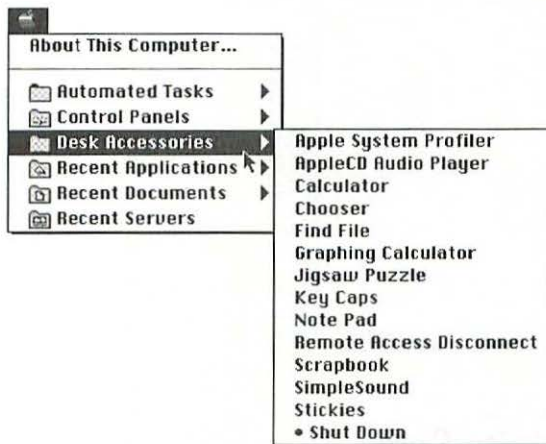 About This Computer...
Automated Tasks
Control Panels
Desk Accessories
Recent Applications
Recent Documents
Recent Servers
Apple System Profiler
AppleCD Audio Player
Calculator
Chooser
Find File
Graphing Calculator
Jigsaw Puzzle
Key Caps
Note Pad
Remote Access Disconnect
Scrapbook
SimpleSound
Stickies
• Shut Down